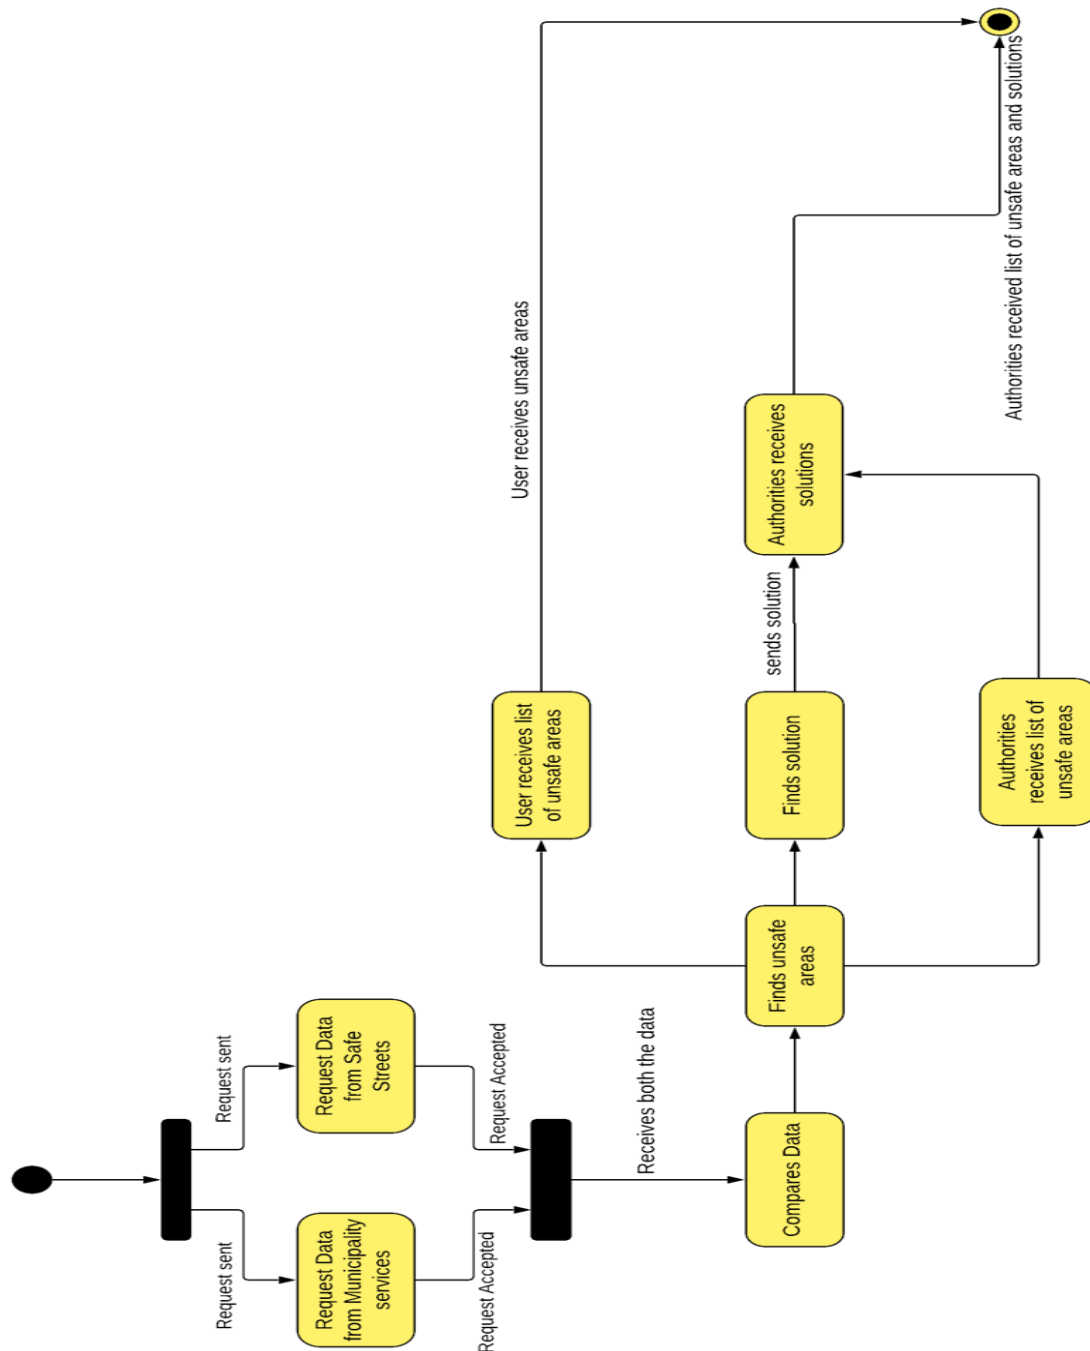 Request sent
Request sent
Request Data
from Municipality
services
Request Data
from Safe
Streets
Request Accepted
Request Accepted
Receives both the data
Compares Data
Finds unsafe
areas
User receives list
of unsafe areas
Finds solution
Authorities
receives list of
unsafe areas
sends solution
Authorities receives
solutions
User receives unsafe areas
Authorities received list of unsafe areas and solutions